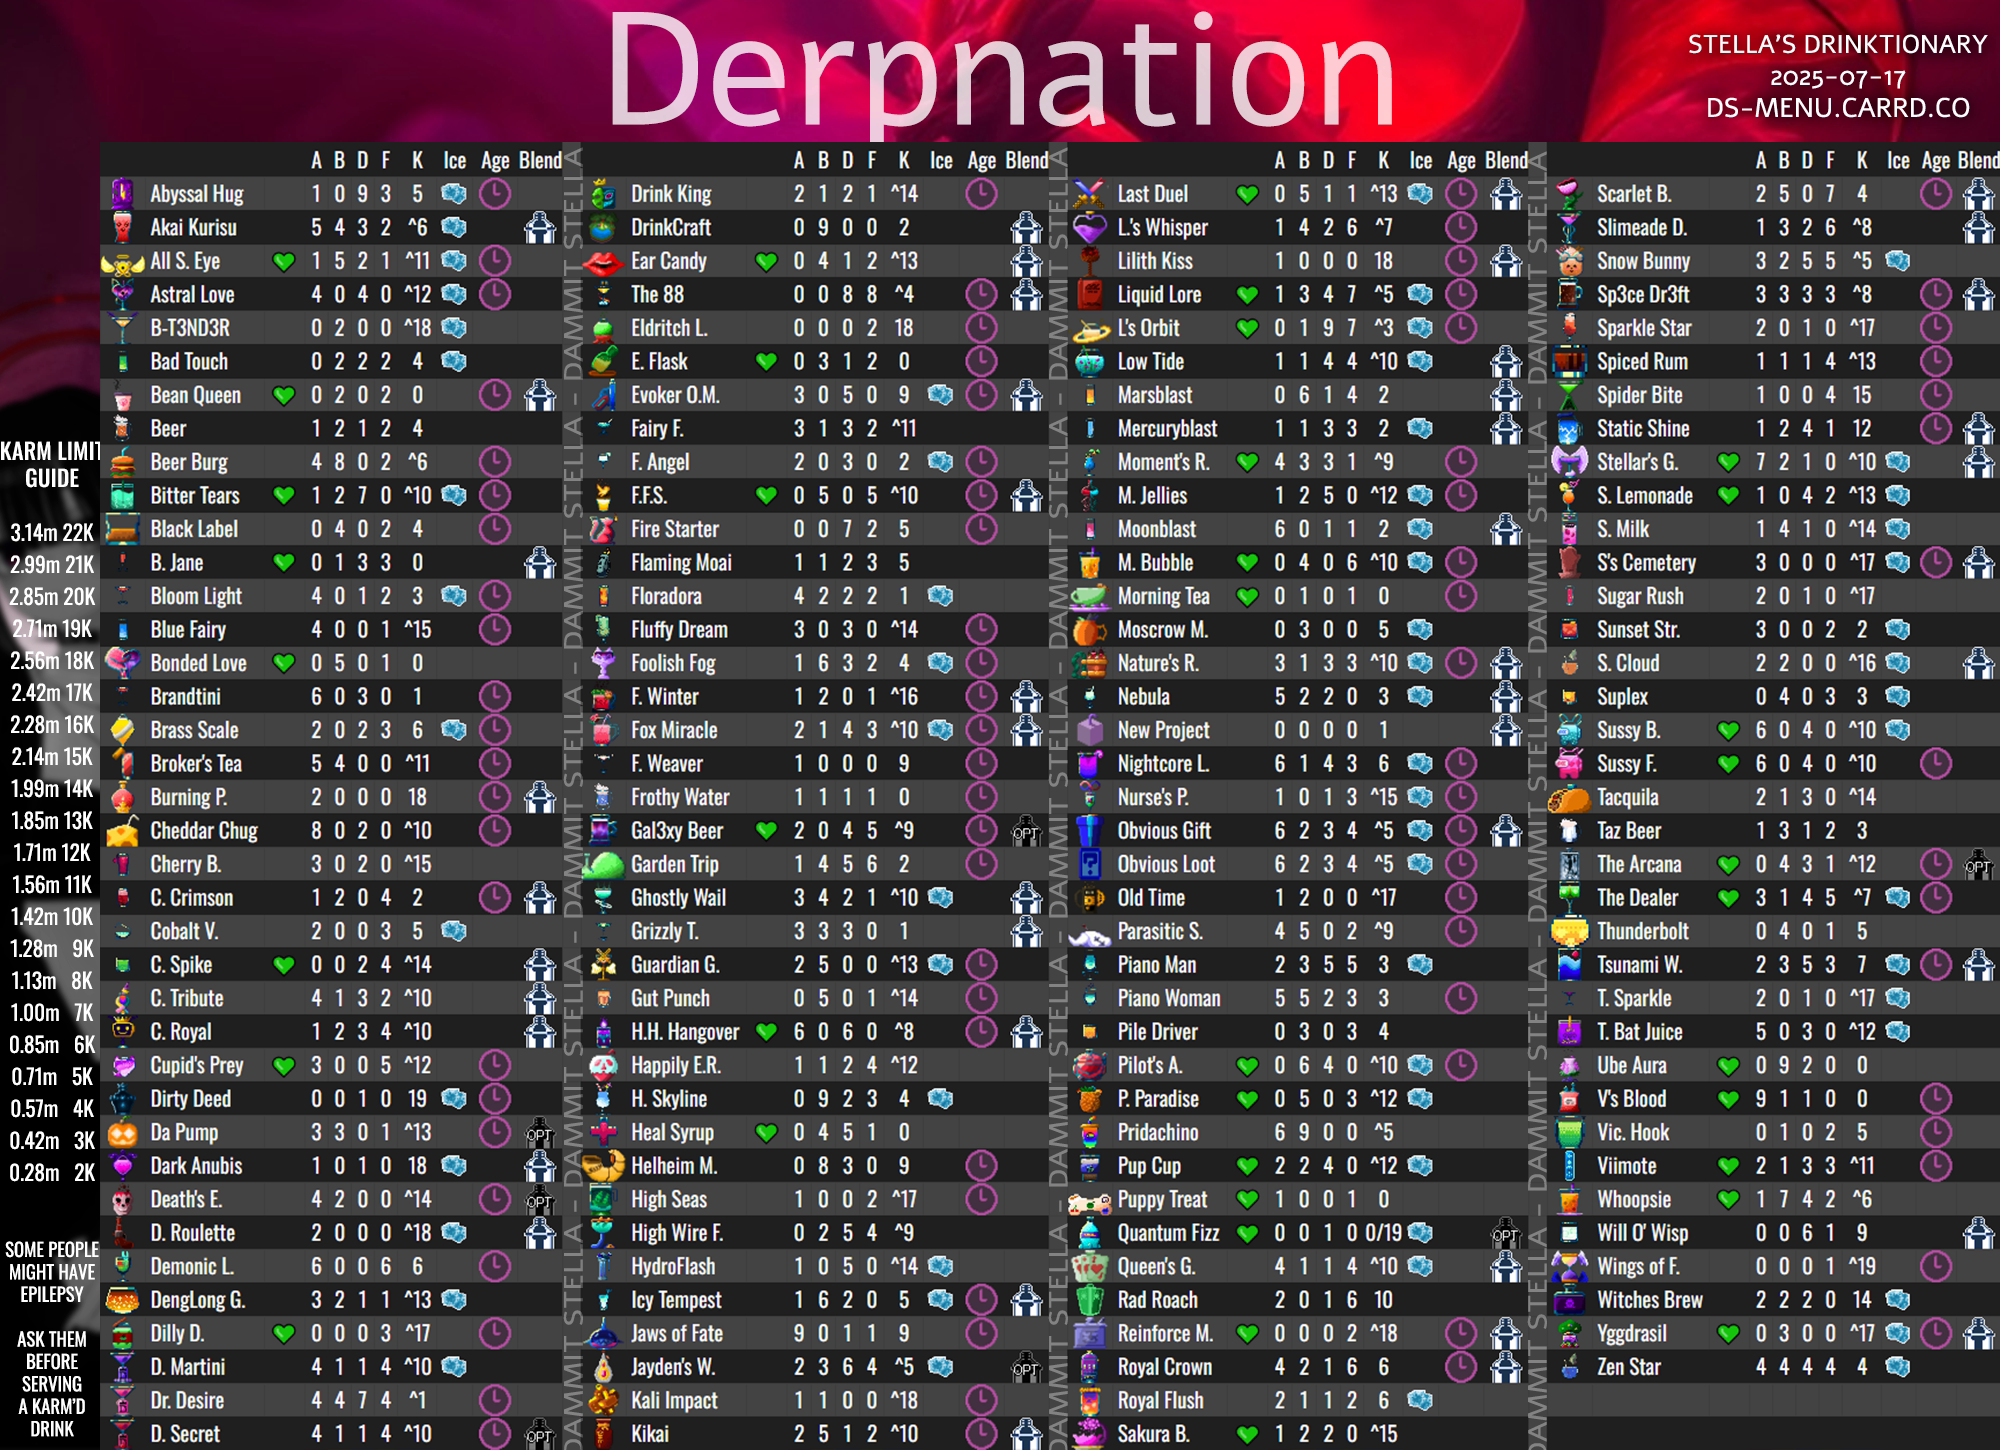 Derpnation
STELLA'S DRINKTIONARY
2025-07-17
DS-MENU.CARRD.CO
KARM LIMIT
GUIDE
3.14m 22K
2.99m 21K
2.85m 20K
2.71m 19K
2.56m 18K
2.42m 17K
2.28m 16K
2.14m 15K
1.99m 14K
1.85m 13K
1.71m 12K
1.56m 11K
1.42m 10K
1.28m 9K
1.13m 8K
1.00m 7K
0.85m 6K
0.71m 5K
0.57m 4K
0.42m 3K
0.28m 2K
SOME PEOPLE
MIGHT HAVE
EPILEPSY
ASK THEM
BEFORE
SERVING
A KARM'D
DRINK
A B D F K Ice Age Blend
Abyssal Hug 1 0 9 3 5
Akai Kurisu 5 4 3 2 ^6
All S. Eye 1 5 2 1 ^11
Astral Love 4 0 4 0 ^12
B-T3ND3R 0 2 0 0 ^18
Bad Touch 0 2 2 2 4
Bean Queen 0 2 0 2 0
Beer 1 2 1 2 4
Beer Burg 4 8 0 2 ^6
Bitter Tears 1 2 7 0 ^10
Black Label 0 4 0 2 4
B. Jane 0 1 3 3 0
Bloom Light 4 0 1 2 3
Blue Fairy 4 0 0 1 ^15
Bonded Love 0 5 0 1 0
Brandtini 6 0 3 0 1
Brass Scale 2 0 2 3 6
Broker's Tea 5 4 0 0 ^11
Burning P. 2 0 0 0 18
Cheddar Chug 8 0 2 0 ^10
Cherry B. 3 0 2 0 ^15
C. Crimson 1 2 0 4 2
Cobalt V. 2 0 0 3 5
C. Spike 0 0 2 4 ^14
C. Tribute 4 1 3 2 ^10
C. Royal 1 2 3 4 ^10
Cupid's Prey 3 0 0 5 ^12
Dirty Deed 0 0 1 0 19
Da Pump 3 3 0 1 ^13 OPT
Dark Anubis 1 0 1 0 18
Death's E. 4 2 0 0 ^14 OPT
D. Roulette 2 0 0 0 ^18
Demonic L. 6 0 0 6 6
DengLong G. 3 2 1 1 ^13
Dilly D. 0 0 0 3 ^17
D. Martini 4 1 1 4 ^10
Dr. Desire 4 4 7 4 ^1
D. Secret 4 1 1 4 ^10 OPT
DAMMIT STELLA - DAMMIT STELLA - DAMMIT STELLA - DAMMIT STELLA - DAMMIT STELLA
A B D F K Ice Age Blend
Drink King 2 1 2 1 ^14
DrinkCraft 0 9 0 0 2
Ear Candy 0 4 1 2 ^13
The 88 0 0 8 8 ^4
Eldritch L. 0 0 0 2 18
E. Flask 0 3 1 2 0
Evoker O.M. 3 0 5 0 9
Fairy F. 3 1 3 2 ^11
F. Angel 2 0 3 0 2
F.F.S. 0 5 0 5 ^10
Fire Starter 0 0 7 2 5
Flaming Moai 1 1 2 3 5
Floradora 4 2 2 2 1
Fluffy Dream 3 0 3 0 ^14
Foolish Fog 1 6 3 2 4
F. Winter 1 2 0 1 ^16
Fox Miracle 2 1 4 3 ^10
F. Weaver 1 0 0 0 9
Frothy Water 1 1 1 1 0
Gal3xy Beer 2 0 4 5 ^9 OPT
Garden Trip 1 4 5 6 2
Ghostly Wail 3 4 2 1 ^10
Grizzly T. 3 3 3 0 1
Guardian G. 2 5 0 0 ^13
Gut Punch 0 5 0 1 ^14
H.H. Hangover 6 0 6 0 ^8
Happily E.R. 1 1 2 4 ^12
H. Skyline 0 9 2 3 4
Heal Syrup 0 4 5 1 0
Helheim M. 0 8 3 0 9
High Seas 1 0 0 2 ^17
High Wire F. 0 2 5 4 ^9
HydroFlash 1 0 5 0 ^14
Icy Tempest 1 6 2 0 5
Jaws of Fate 9 0 1 1 9
Jayden's W. 2 3 6 4 ^5 OPT
Kali Impact 1 1 0 0 ^18
Kikai 2 5 1 2 ^10
DAMMIT STELLA - DAMMIT STELLA - DAMMIT STELLA - DAMMIT STELLA - DAMMIT STELLA
A B D F K Ice Age Blend
Last Duel 0 5 1 1 ^13
L.'s Whisper 1 4 2 6 ^7
Lilith Kiss 1 0 0 0 18
Liquid Lore 1 3 4 7 ^5
L's Orbit 0 1 9 7 ^3
Low Tide 1 1 4 4 ^10
Marsblast 0 6 1 4 2
Mercuryblast 1 1 3 3 2
Moment's R. 4 3 3 1 ^9
M. Jellies 1 2 5 0 ^12
Moonblast 6 0 1 1 2
M. Bubble 0 4 0 6 ^10
Morning Tea 0 1 0 1 0
Moscrow M. 0 3 0 0 5
Nature's R. 3 1 3 3 ^10
Nebula 5 2 2 0 3
New Project 0 0 0 0 1
Nightcore L. 6 1 4 3 6
Nurse's P. 1 0 1 3 ^15
Obvious Gift 6 2 3 4 ^5
Obvious Loot 6 2 3 4 ^5
Old Time 1 2 0 0 ^17
Parasitic S. 4 5 0 2 ^9
Piano Man 2 3 5 5 3
Piano Woman 5 5 2 3 3
Pile Driver 0 3 0 3 4
Pilot's A. 0 6 4 0 ^10
P. Paradise 0 5 0 3 ^12
Pridachino 6 9 0 0 ^5
Pup Cup 2 2 4 0 ^12
Puppy Treat 1 0 0 1 0
Quantum Fizz 0 0 1 0 0/19 OPT
Queen's G. 4 1 1 4 ^10
Rad Roach 2 0 1 6 10
Reinforce M. 0 0 0 2 ^18
Royal Crown 4 2 1 6 6
Royal Flush 2 1 1 2 6
Sakura B. 1 2 2 0 ^15
DAMMIT STELLA - DAMMIT STELLA - DAMMIT STELLA - DAMMIT STELLA - DAMMIT STELLA
A B D F K Ice Age Blend
Scarlet B. 2 5 0 7 4
Slimeade D. 1 3 2 6 ^8
Snow Bunny 3 2 5 5 ^5
Sp3ce Dr3ft 3 3 3 3 ^8
Sparkle Star 2 0 1 0 ^17
Spiced Rum 1 1 1 4 ^13
Spider Bite 1 0 0 4 15
Static Shine 1 2 4 1 12
Stellar's G. 7 2 1 0 ^10
S. Lemonade 1 0 4 2 ^13
S. Milk 1 4 1 0 ^14
S's Cemetery 3 0 0 0 ^17
Sugar Rush 2 0 1 0 ^17
Sunset Str. 3 0 0 2 2
S. Cloud 2 2 0 0 ^16
Suplex 0 4 0 3 3
Sussy B. 6 0 4 0 ^10
Sussy F. 6 0 4 0 ^10
Tacquila 2 1 3 0 ^14
Taz Beer 1 3 1 2 3
The Arcana 0 4 3 1 ^12 OPT
The Dealer 3 1 4 5 ^7
Thunderbolt 0 4 0 1 5
Tsunami W. 2 3 5 3 7
T. Sparkle 2 0 1 0 ^17
T. Bat Juice 5 0 3 0 ^12
Ube Aura 0 9 2 0 0
V's Blood 9 1 1 0 0
Vic. Hook 0 1 0 2 5
Viimote 2 1 3 3 ^11
Whoopsie 1 7 4 2 ^6
Will O' Wisp 0 0 6 1 9
Wings of F. 0 0 0 1 ^19
Witches Brew 2 2 2 0 14
Yggdrasil 0 3 0 0 ^17
Zen Star 4 4 4 4 4